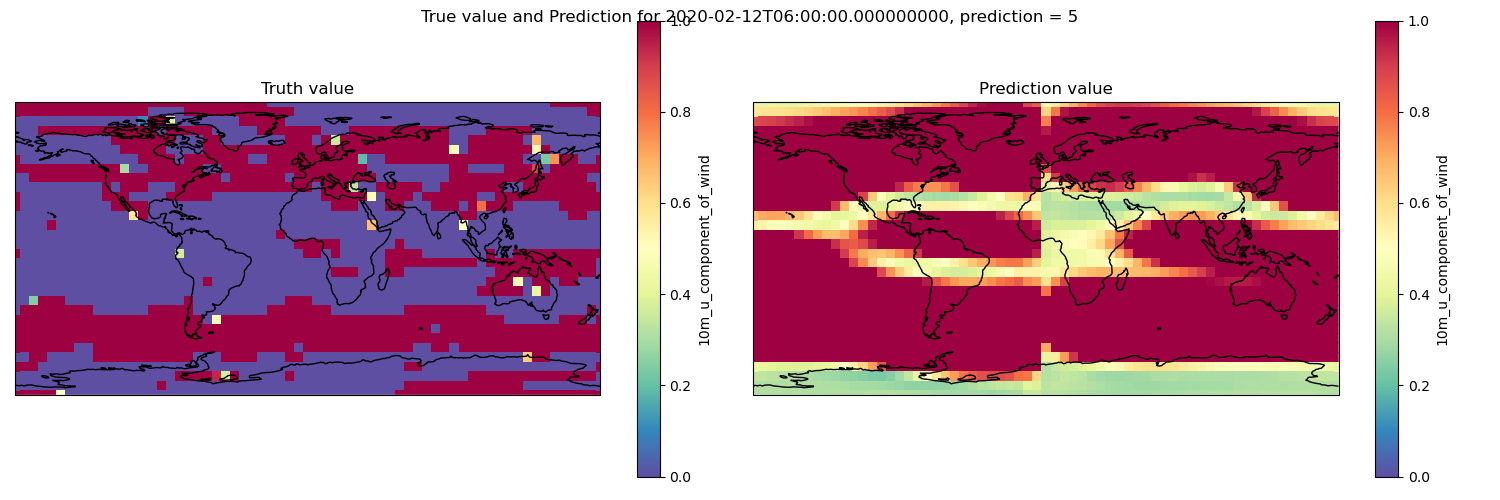 True value and Prediction for 2020-02-12T06:00:00.000000000, prediction = 5
Truth value
1.0
0.8
0.6
0.4
0.2
0.0
10m_u_component_of_wind
Prediction value
1.0
0.8
0.6
0.4
0.2
0.0
10m_u_component_of_wind